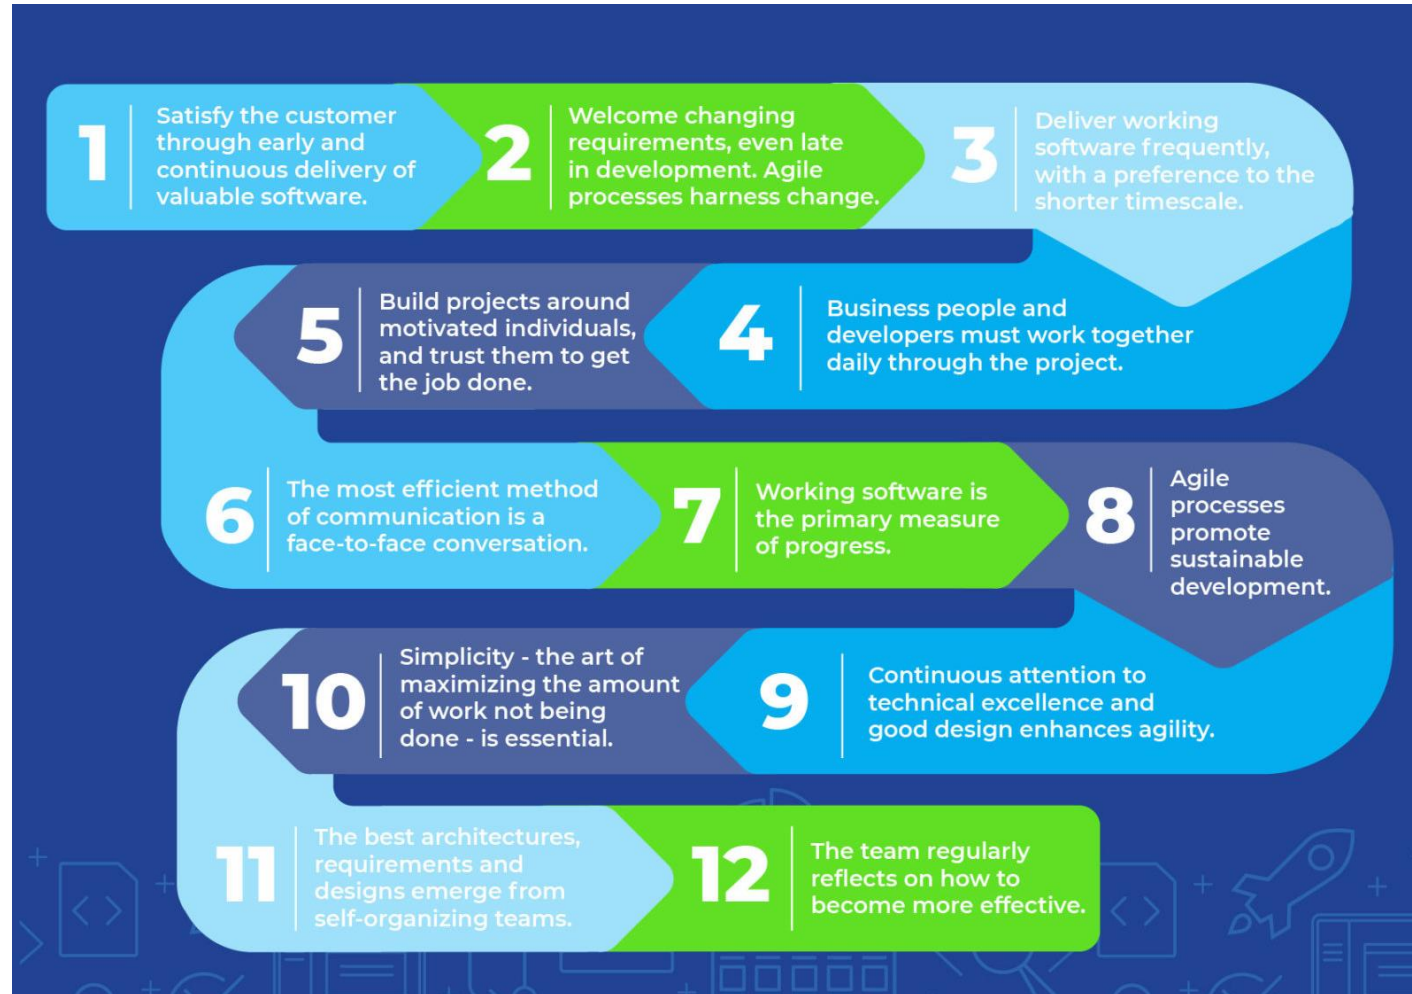 1
Satisfy the customer
through early and
continuous delivery of
valuable software.
2
Welcome changing
requirements, even late
in development. Agile
processes harness change.
3
Deliver working
software frequently,
with a preference to the
shorter timescale.
4
Business people and
developers must work together
daily through the project.
5
Build projects around
motivated individuals,
and trust them to get
the job done.
6
The most efficient method
of communication is a
face-to-face conversation.
7
Working software is
the primary measure
of progress.
8
Agile
processes
promote
sustainable
development.
9
Continuous attention to
technical excellence and
good design enhances agility.
10
Simplicity - the art of
maximizing the amount
of work not being
done - is essential.
11
The best architectures,
requirements and
designs emerge from
self-organizing teams.
12
The team regularly
reflects on how to
become more effective.